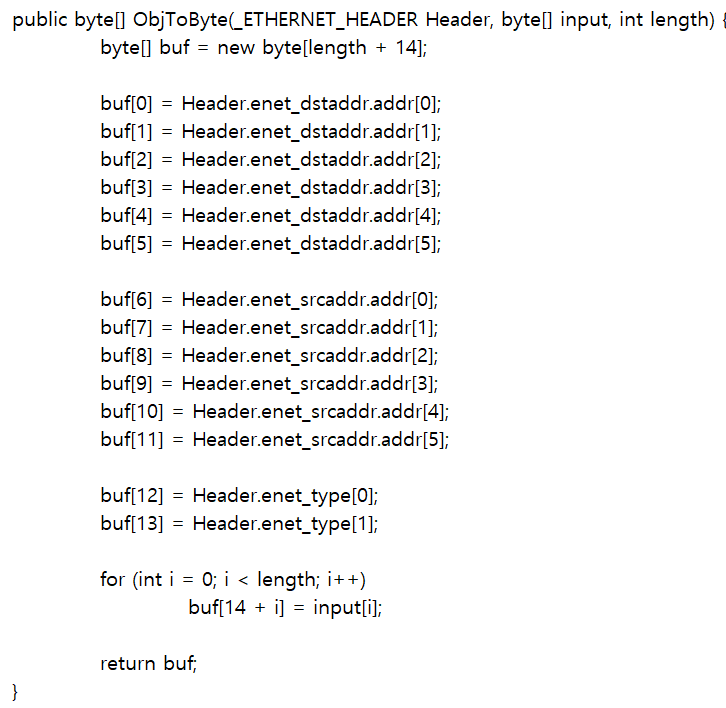 public byte[] ObjToByte(_ETHERNET_HEADER Header, byte[] input, int length) {
byte[] buf = new byte[length + 14];
buf[0] = Header.enet_dstaddr.addr[0];
buf[1] = Header.enet_dstaddr.addr[1];
buf[2] = Header.enet_dstaddr.addr[2];
buf[3] = Header.enet_dstaddr.addr[3];
buf[4] = Header.enet_dstaddr.addr[4];
buf[5] = Header.enet_dstaddr.addr[5];
buf[6] = Header.enet_srcaddr.addr[0];
buf[7] = Header.enet_srcaddr.addr[1];
buf[8] = Header.enet_srcaddr.addr[2];
buf[9] = Header.enet_srcaddr.addr[3];
buf[10] = Header.enet_srcaddr.addr[4];
buf[11] = Header.enet_srcaddr.addr[5];
buf[12] = Header.enet_type[0];
buf[13] = Header.enet_type[1];
for (int i = 0; i < length; i++)
buf[14 + i] = input[i];
return buf;
}